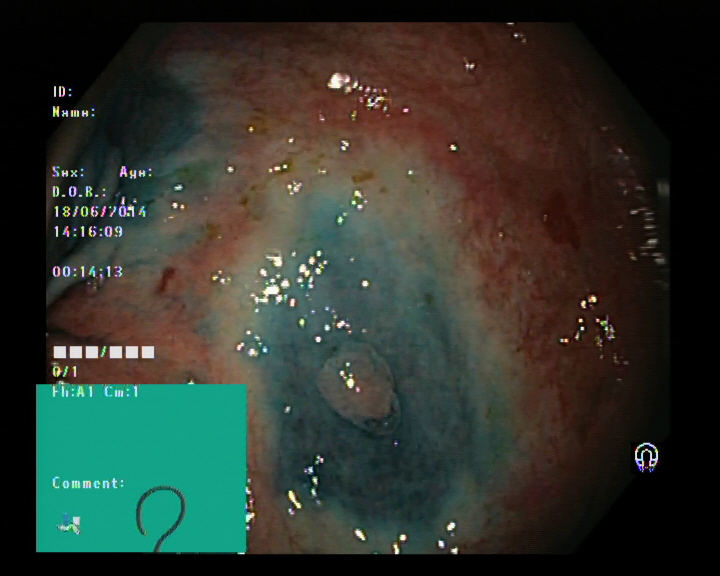 ID:
Name:
Sex: Age:
D.O.B.:
18/06/2014
14:16:09
00:14:13
■■■/■■■
0/1
Eh:A1 Cm:1
Comment: